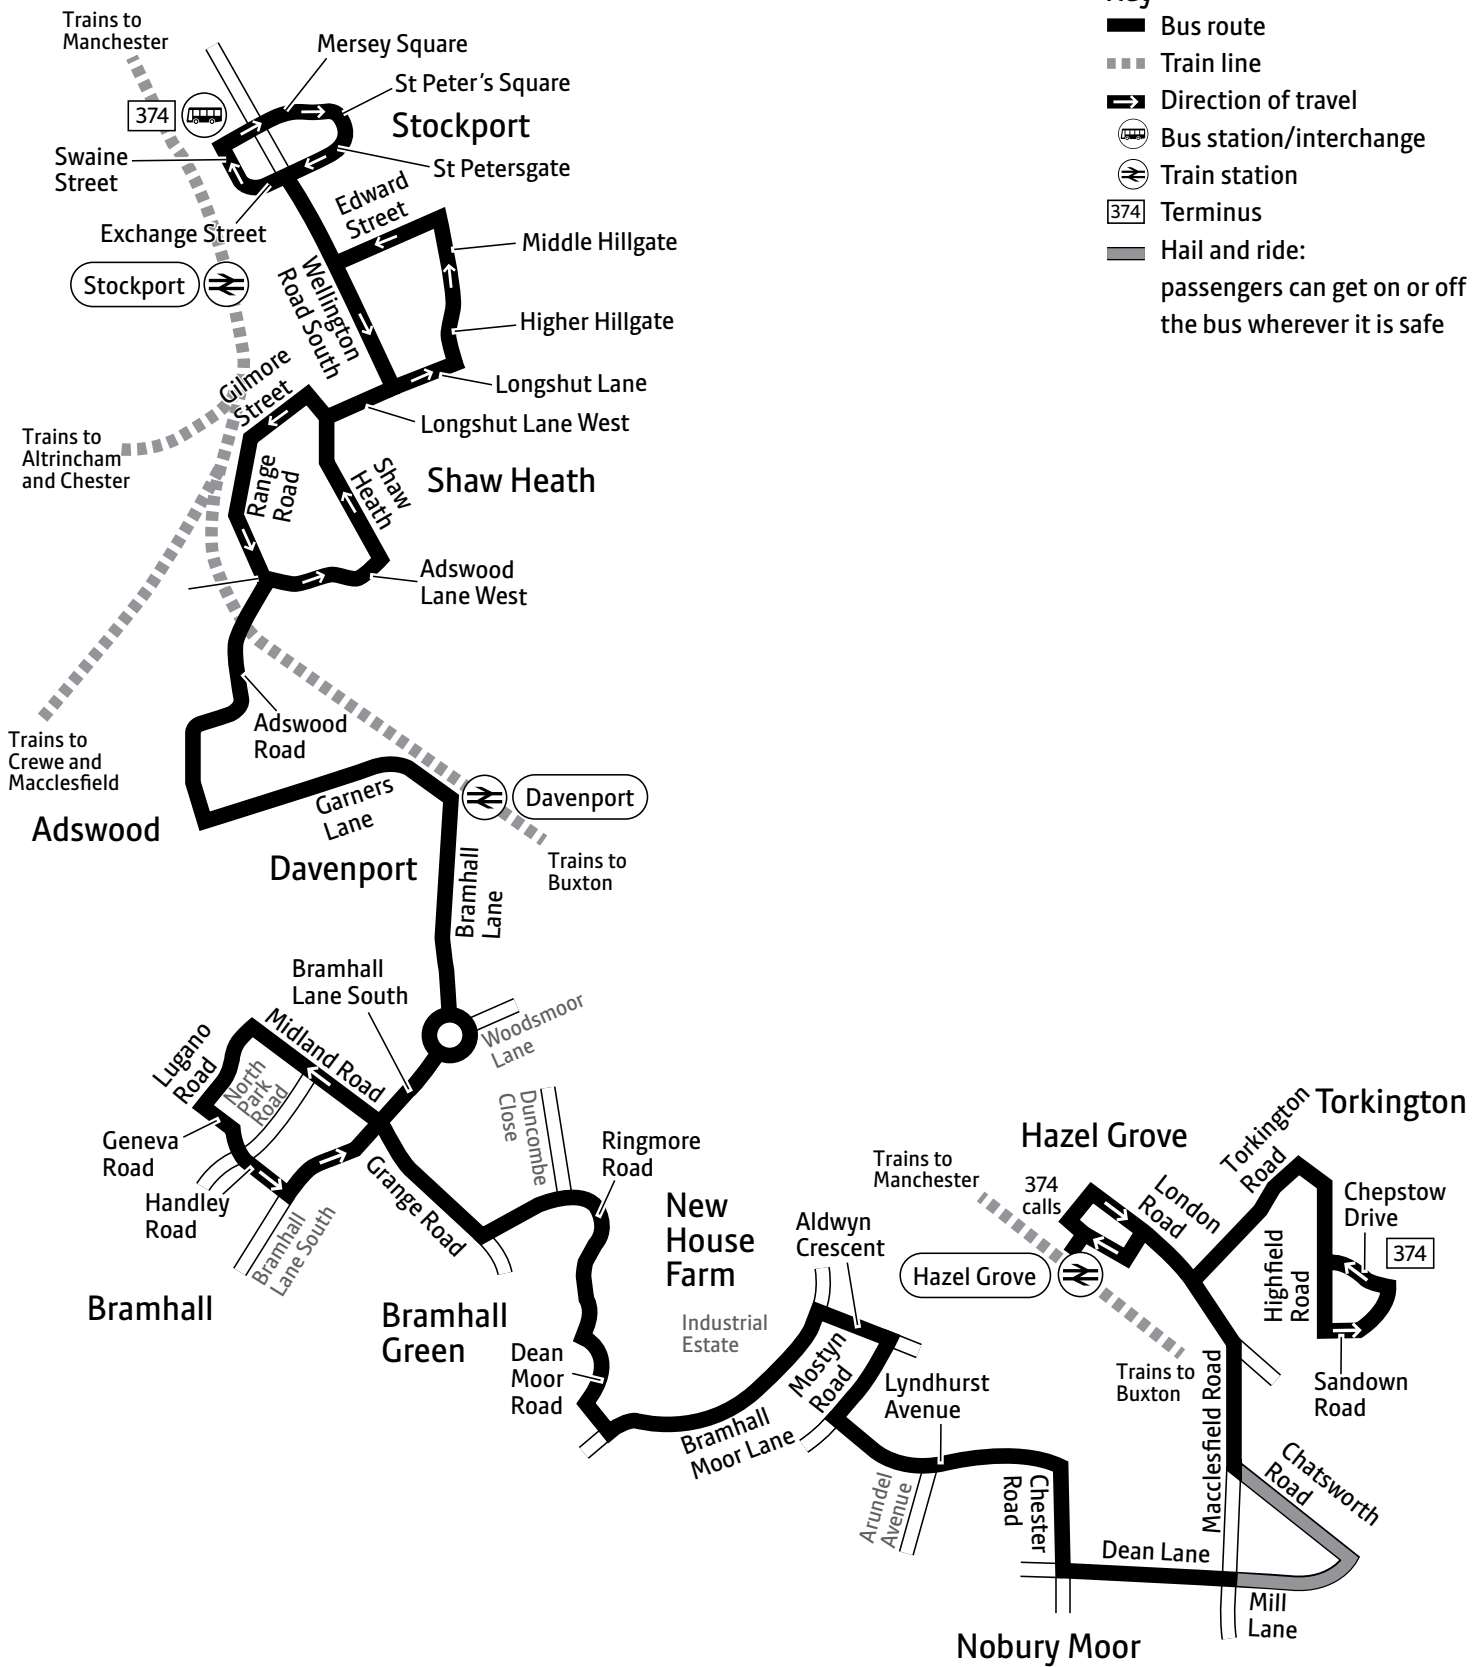 Trains to
Manchester
Mersey Square
St Peter's Square
374
Stockport
Swaine
Street
St Petersgate
Edward
Street
Exchange Street
Middle Hillgate
Stockport
Wellington
Road South
Higher Hillgate
Gilmore
Street
Longshut Lane
Longshut Lane West
Trains to
Altrincham
and Chester
Range
Road
Shaw
Heath
Shaw Heath
Adswood
Lane West
Adswood
Road
Trains to
Crewe and
Macclesfield
Garners
Lane
Davenport
Adswood
Davenport
Trains to
Buxton
Bramhall
Lane
Bramhall
Lane South
Woodsmoor
Lane
Midland Road
Lugano
Road
North
Park
Road
Duncombe
Close
Geneva
Road
Handley
Road
Grange Road
Ringmore
Road
Bramhall
Lane South
Bramhall
Bramhall
Green
New
House
Farm
Industrial
Estate
Dean
Moor
Road
Aldwyn
Crescent
Mostyn
Road
Bramhall
Moor Lane
Lyndhurst
Avenue
Arundel
Avenue
Chester
Road
Dean Lane
Nobury Moor
Mill
Lane
Chatsworth
Road
Macclesfield Road
Trains to
Manchester
374
calls
Hazel Grove
Hazel Grove
London
Road
Trains to
Buxton
Torkington
Road
Torkington
Highfield
Road
Chepstow
Drive
374
Sandown
Road
Key
Bus route
Train line
Direction of travel
Bus station/interchange
Train station
374 Terminus
Hail and ride:
passengers can get on or off
the bus wherever it is safe